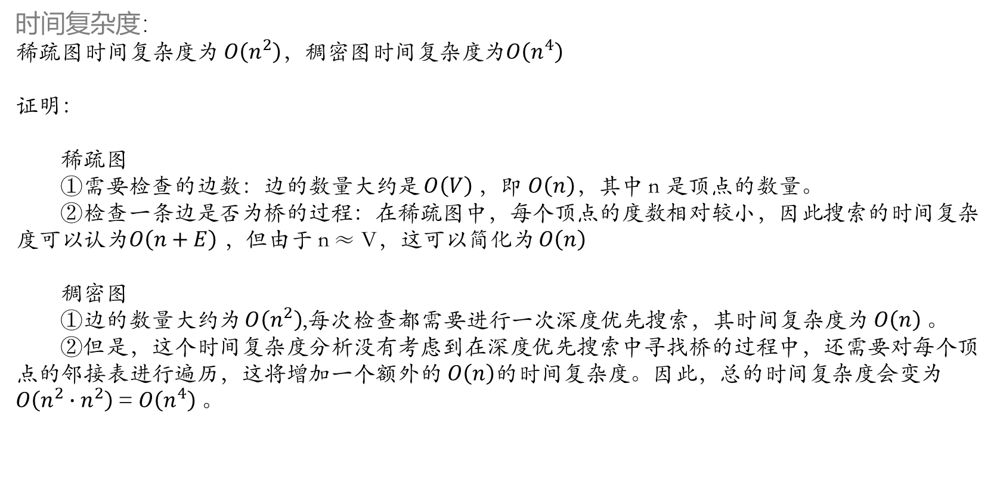 时间复杂度：
稀疏图时间复杂度为 O(n²)，稠密图时间复杂度为O(n⁴)
证明：
稀疏图
①需要检查的边数：边的数量大约是O(V) ，即 O(n)，其中 n 是顶点的数量。
②检查一条边是否为桥的过程：在稀疏图中，每个顶点的度数相对较小，因此搜索的时间复杂
度可以认为O(n + E) ，但由于 n ≈ V，这可以简化为 O(n)
稠密图
①边的数量大约为 O(n²),每次检查都需要进行一次深度优先搜索，其时间复杂度为 O(n) 。
②但是，这个时间复杂度分析没有考虑到在深度优先搜索中寻找桥的过程中，还需要对每个顶
点的邻接表进行遍历，这将增加一个额外的 O(n)的时间复杂度。因此，总的时间复杂度会变为
O(n² · n²) = O(n⁴) 。